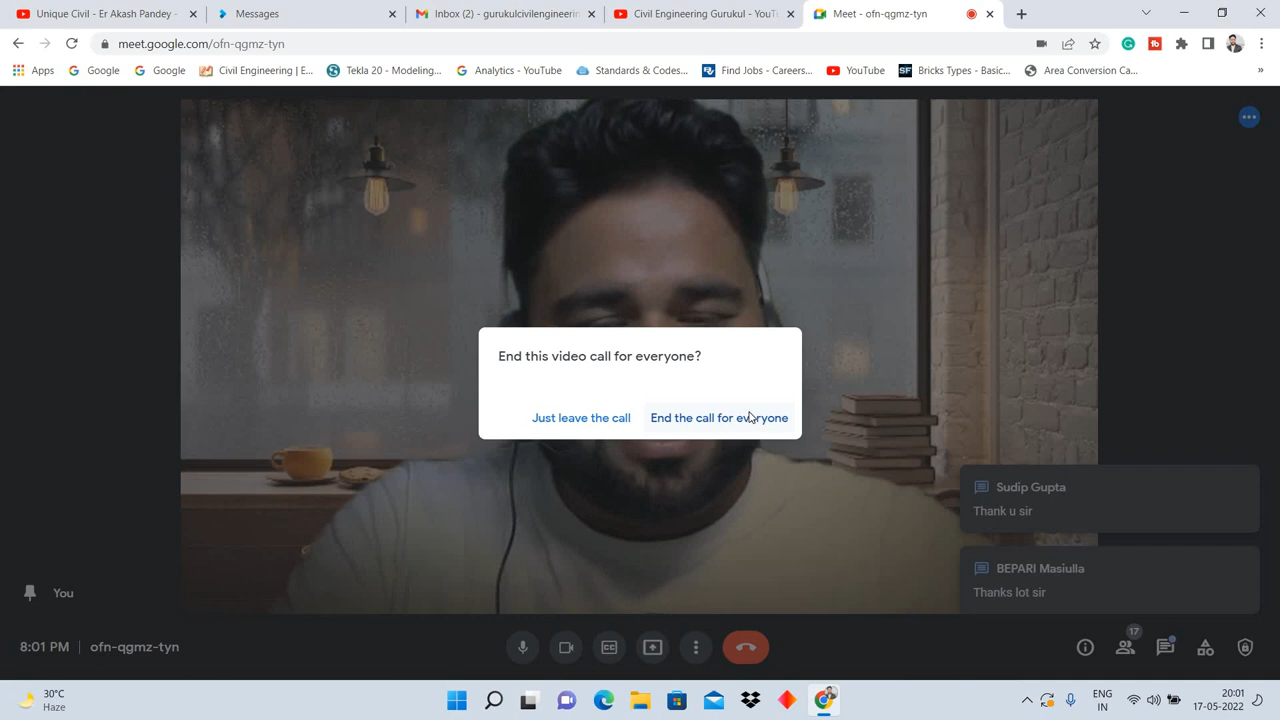 Unique Civil - Er Akash Pandey -
Messages
Inbox (2) - gurukulcivilengineerin
Civil Engineering Gurukul - YouTu
Meet - ofn-qgmz-tyn
meet.google.com/ofn-qgmz-tyn
Apps
Google
Google
Civil Engineering | E...
Tekla 20 - Modeling...
Analytics - YouTube
Standards & Codes...
Find Jobs - Careers...
YouTube
SF
Bricks Types - Basic...
Area Conversion Ca...
»
End this video call for everyone?
Just leave the call
End the call for everyone
Sudip Gupta
Thank u sir
BEPARI Masiulla
Thanks lot sir
You
8:01 PM
ofn-qgmz-tyn
CC
17
30°C
Haze
ENG
IN
20:01
17-05-2022